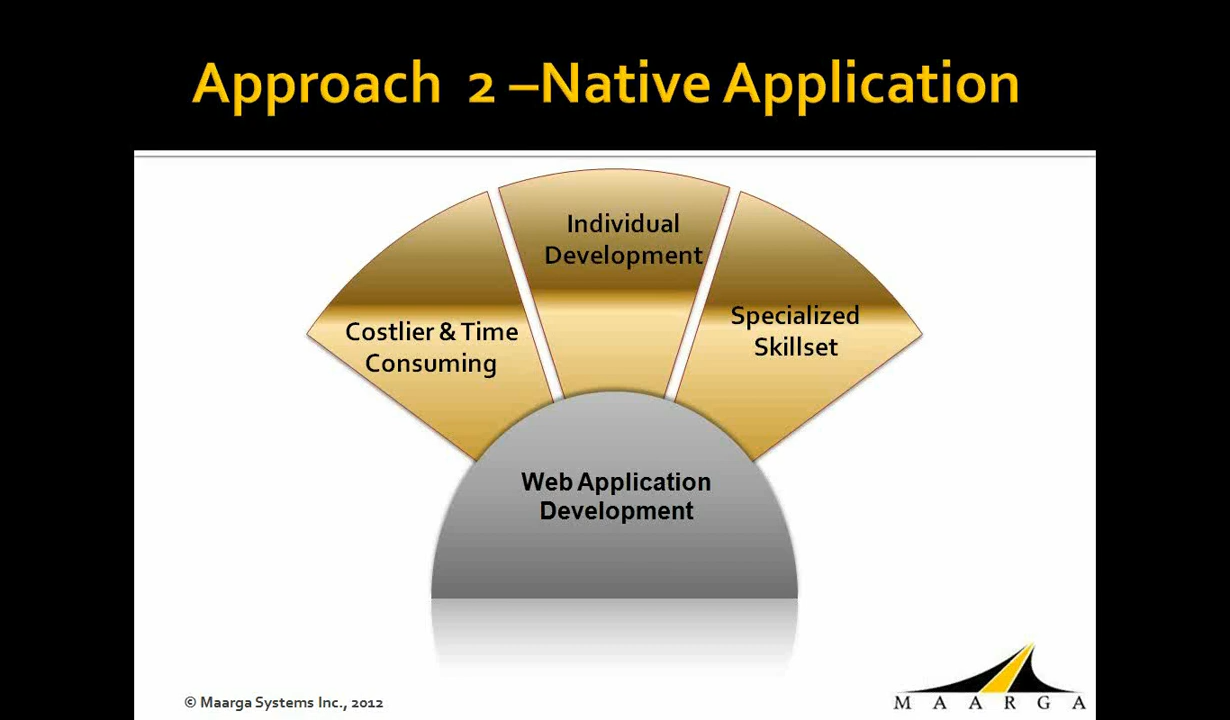 Approach 2 –Native Application
Individual
Development
Costlier & Time
Consuming
Specialized
Skillset
Web Application
Development
© Maarga Systems Inc., 2012
MAARGA